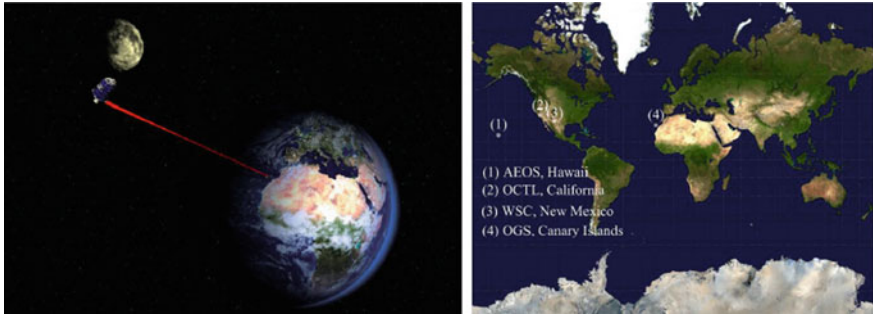 (1)
(2)
(3)
(4)
(1) AEOS, Hawaii
(2) OCTL, California
(3) WSC, New Mexico
(4) OGS, Canary Islands